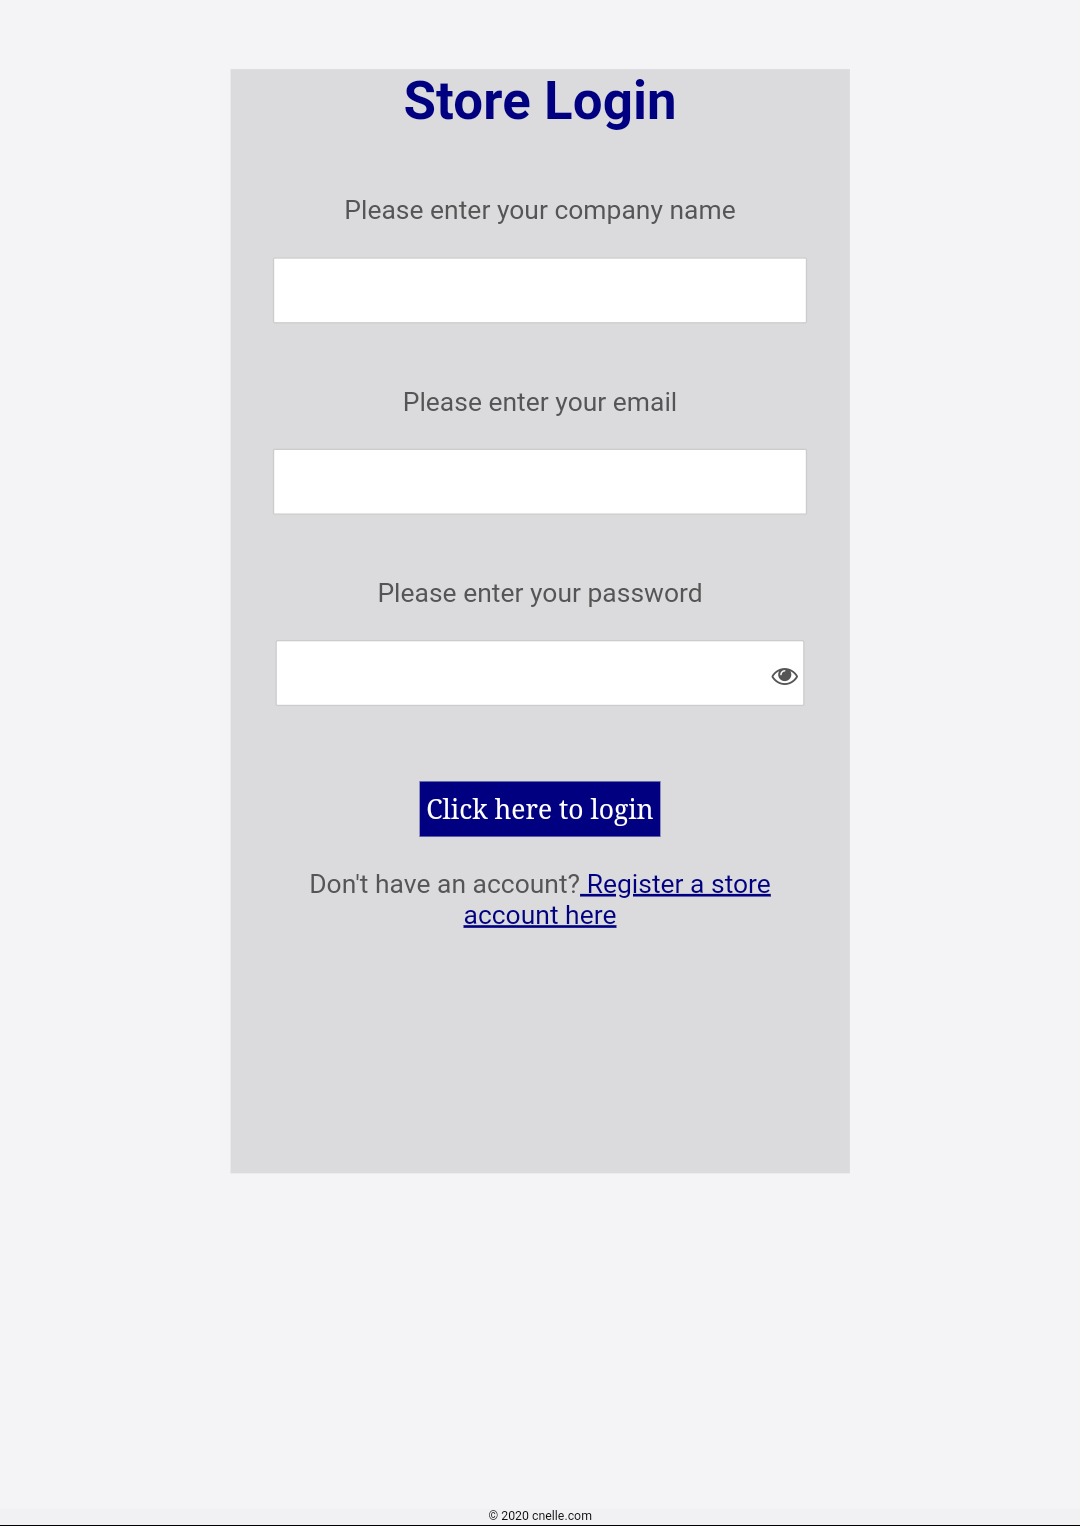 Store Login
Please enter your company name
Please enter your email
Please enter your password
Click here to login
Don't have an account? Register a store
account here
© 2020 cnelle.com